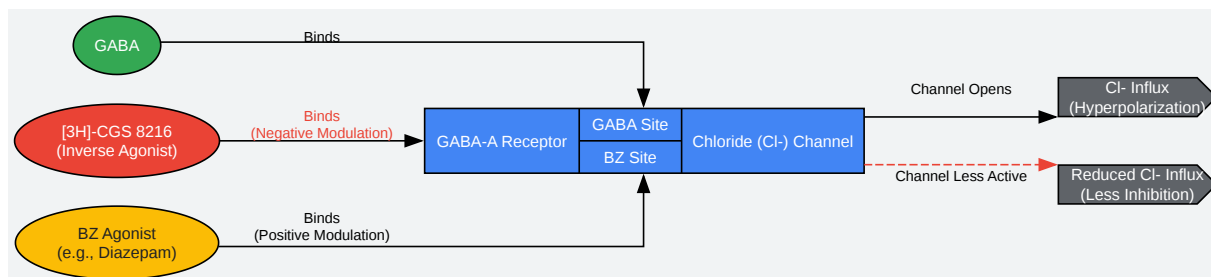 GABA
Binds
[3H]-CGS 8216
(Inverse Agonist)
Binds
(Negative Modulation)
BZ Agonist
(e.g., Diazepam)
Binds
(Positive Modulation)
GABA-A Receptor
GABA Site
BZ Site
Chloride (Cl-) Channel
Channel Opens
Cl- Influx
(Hyperpolarization)
Channel Less Active
Reduced Cl- Influx
(Less Inhibition)